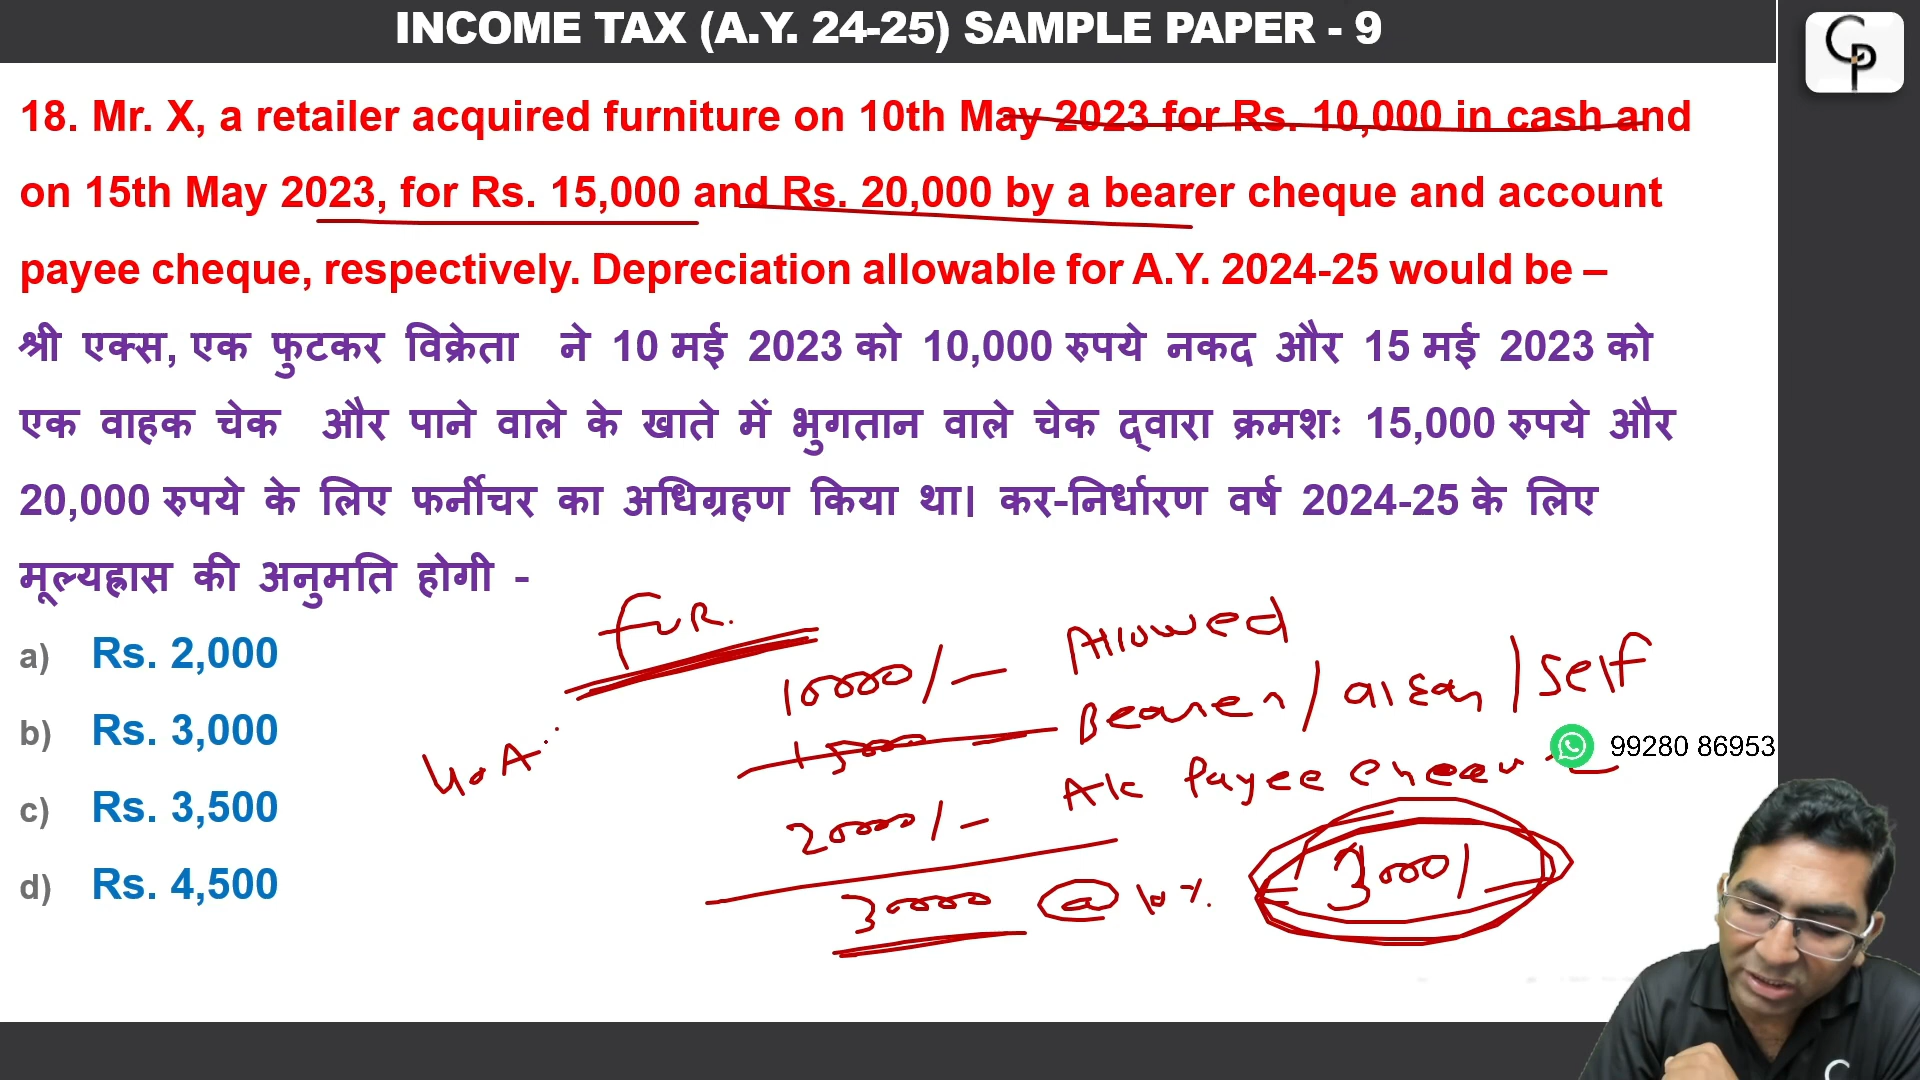 INCOME TAX (A.Y. 24-25) SAMPLE PAPER - 9
CP
18. Mr. X, a retailer acquired furniture on 10th May 2023 for Rs. 10,000 in cash and
on 15th May 2023, for Rs. 15,000 and Rs. 20,000 by a bearer cheque and account
payee cheque, respectively. Depreciation allowable for A.Y. 2024-25 would be –
श्री एक्स, एक फुटकर विक्रेता ने 10 मई 2023 को 10,000 रुपये नकद और 15 मई 2023 को
एक वाहक चेक और पाने वाले के खाते में भुगतान वाले चेक द्वारा क्रमशः 15,000 रुपये और
20,000 रुपये के लिए फर्नीचर का अधिग्रहण किया था। कर-निर्धारण वर्ष 2024-25 के लिए
मूल्यह्रास की अनुमति होगी -
a) Rs. 2,000
b) Rs. 3,000
c) Rs. 3,500
d) Rs. 4,500
Fur.
10000/- Allowed
15000 Bearer / / Self
99280 86953
20000/- A/c Payee cheque
30000 @ 10%. 3000/